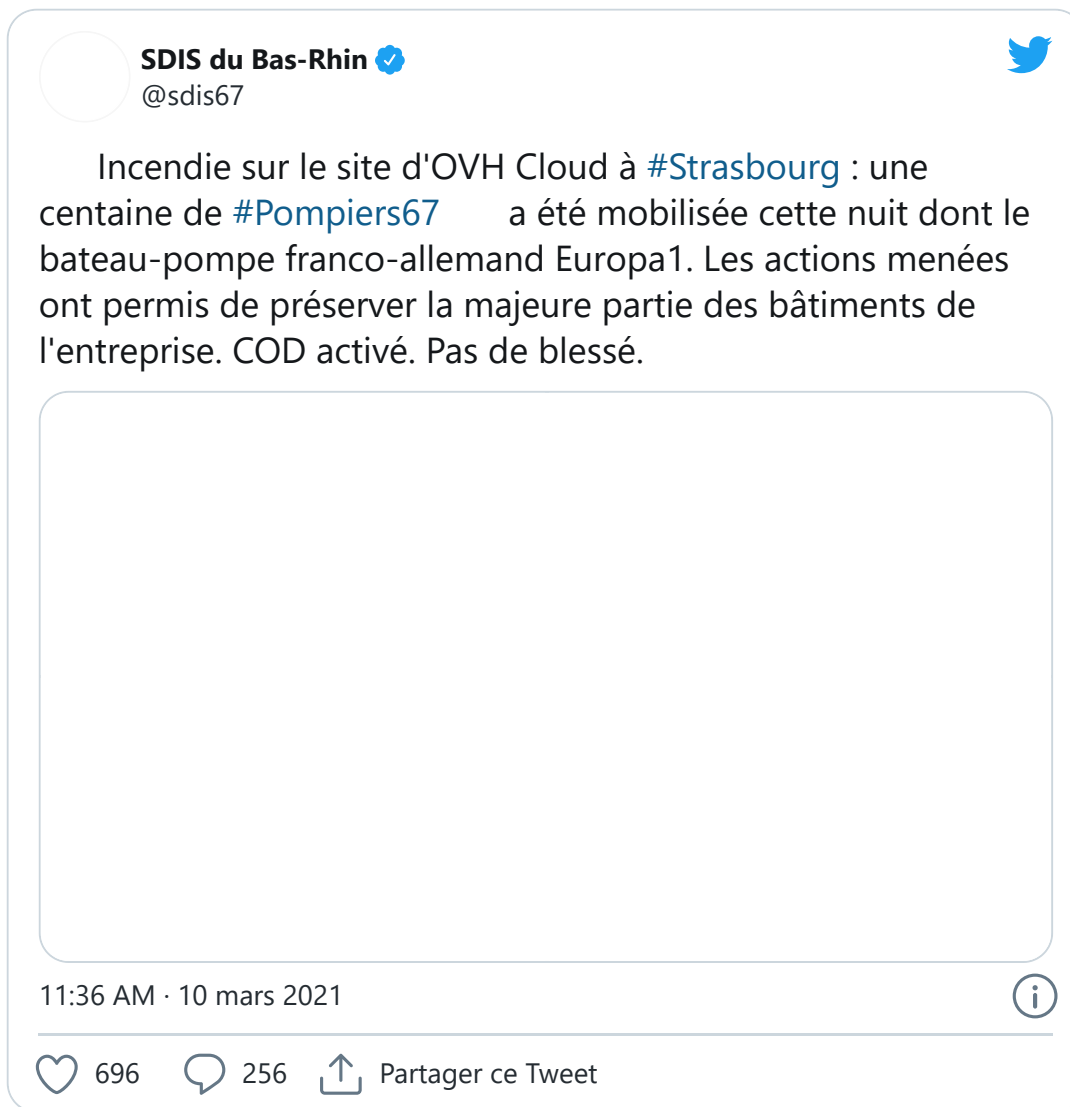 SDIS du Bas-Rhin
@sdis67
Incendie sur le site d'OVH Cloud à #Strasbourg : une
centaine de #Pompiers67 a été mobilisée cette nuit dont le
bateau-pompe franco-allemand Europa1. Les actions menées
ont permis de préserver la majeure partie des bâtiments de
l'entreprise. COD activé. Pas de blessé.
11:36 AM · 10 mars 2021
696 256 Partager ce Tweet